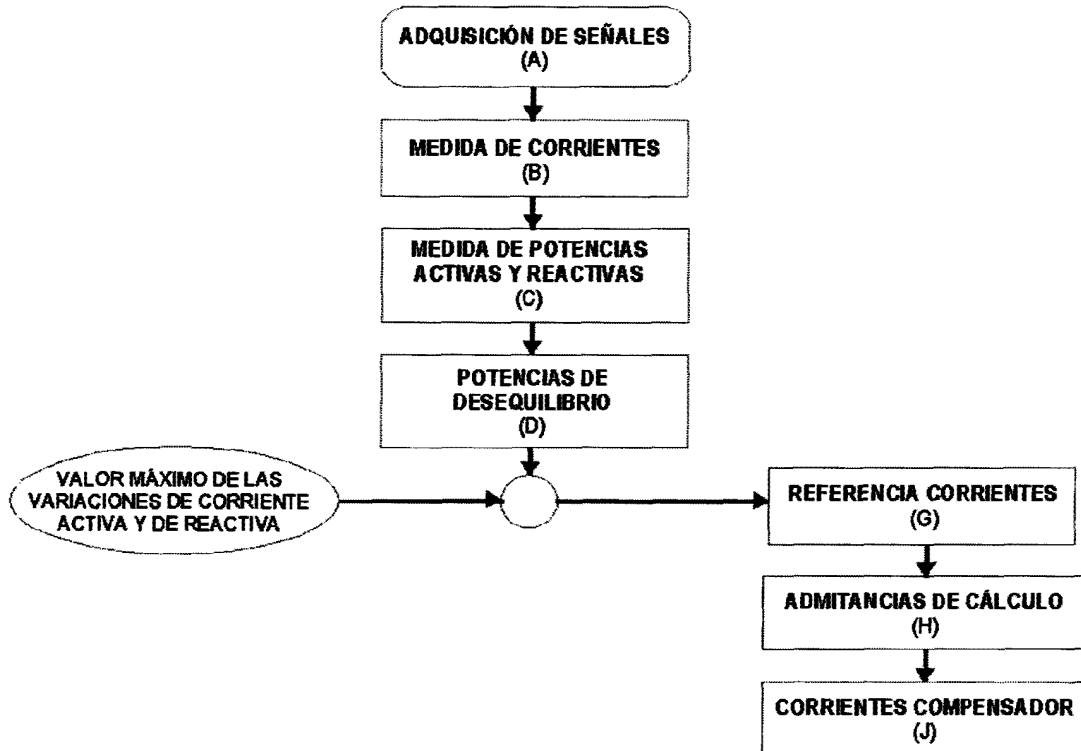 ADQUISICIÓN DE SEÑALES
(A)
MEDIDA DE CORRIENTES
(B)
MEDIDA DE POTENCIAS
ACTIVAS Y REACTIVAS
(C)
POTENCIAS DE
DESEQUILIBRIO
(D)
VALOR MÁXIMO DE LAS
VARIACIONES DE CORRIENTE
ACTIVA Y DE REACTIVA
REFERENCIA CORRIENTES
(G)
ADMITANCIAS DE CÁLCULO
(H)
CORRIENTES COMPENSADOR
(J)